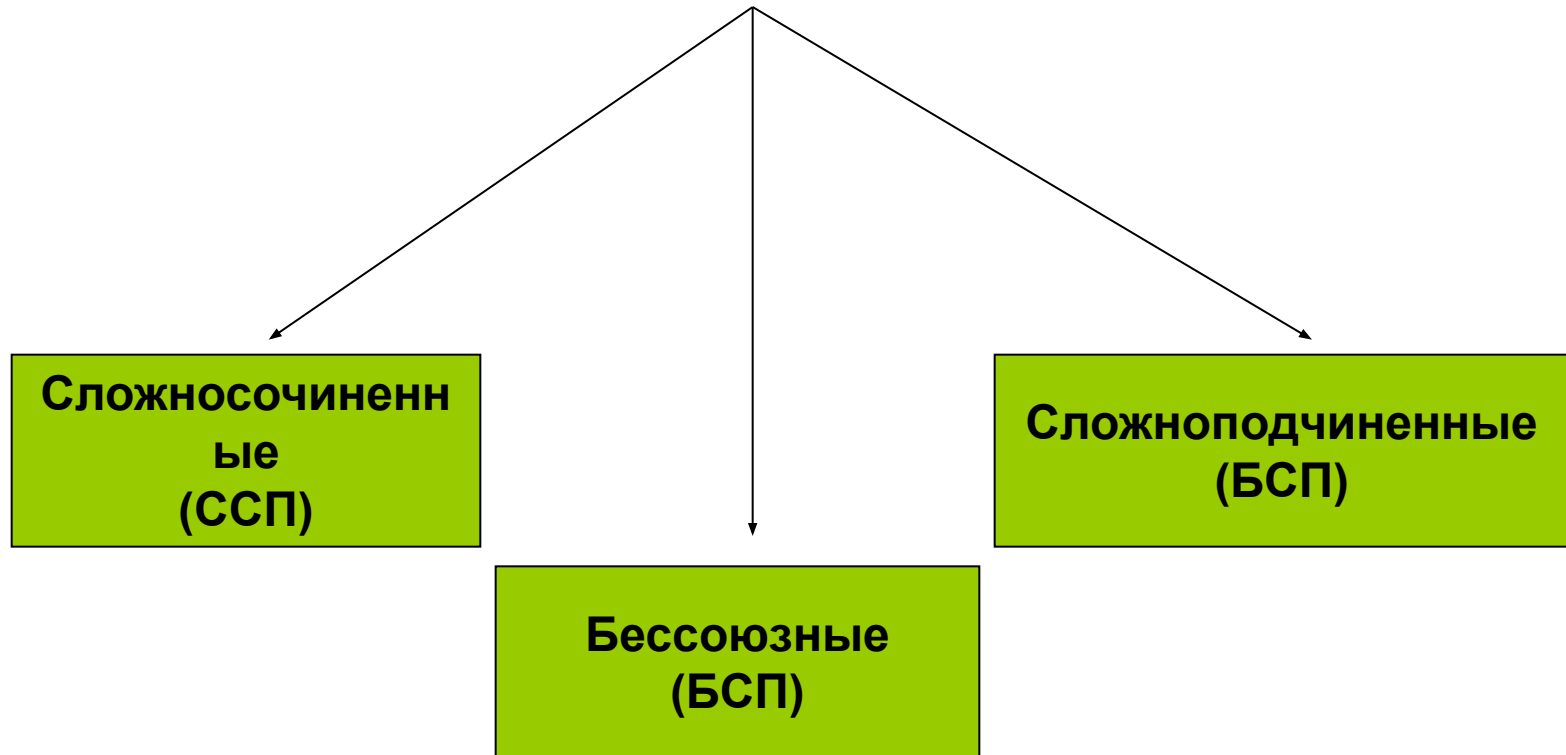 Сложносочиненн
ые
(ССП)
Сложноподчиненные
(БСП)
Бессоюзные
(БСП)